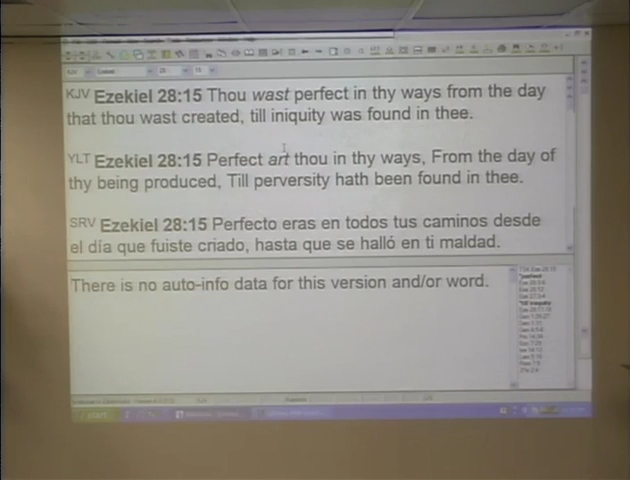 KJV Ezekiel 28:15 Thou wast perfect in thy ways from the day
that thou wast created, till iniquity was found in thee.
YLT Ezekiel 28:15 Perfect art thou in thy ways, From the day of
thy being produced, Till perversity hath been found in thee.
SRV Ezekiel 28:15 Perfecto eras en todos tus caminos desde
el día que fuiste criado, hasta que se halló en ti maldad.
There is no auto-info data for this version and/or word.
start